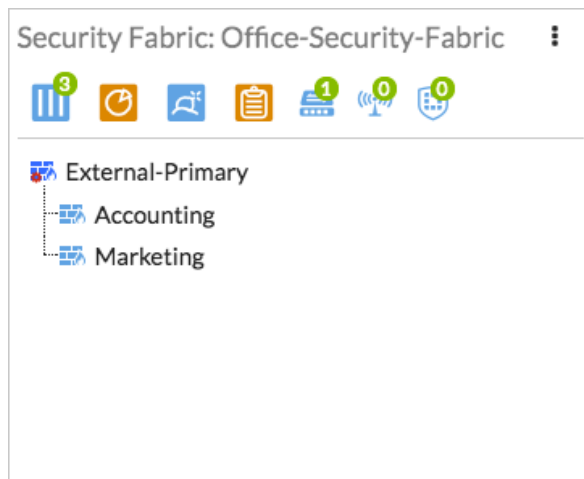 Security Fabric: Office-Security-Fabric
3 1 0 0
External-Primary
Accounting
Marketing